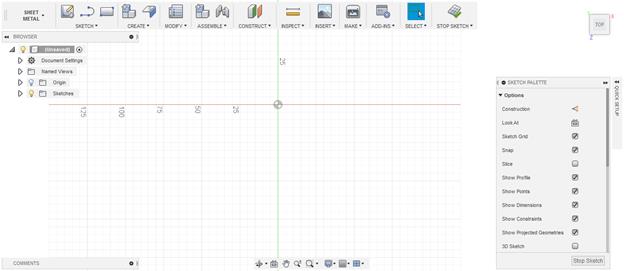 SHEET METAL
SKETCH
CREATE
MODIFY
ASSEMBLE
CONSTRUCT
INSPECT
INSERT
MAKE
ADD-INS
SELECT
STOP SKETCH
BROWSER
(Unsaved)
Document Settings
Named Views
Origin
Sketches
25
125
100
75
50
25
TOP
Z
SKETCH PALETTE
Options
Construction
Look At
Sketch Grid
Snap
Slice
Show Profile
Show Points
Show Dimensions
Show Constraints
Show Projected Geometries
3D Sketch
Stop Sketch
QUICK SETUP
COMMENTS